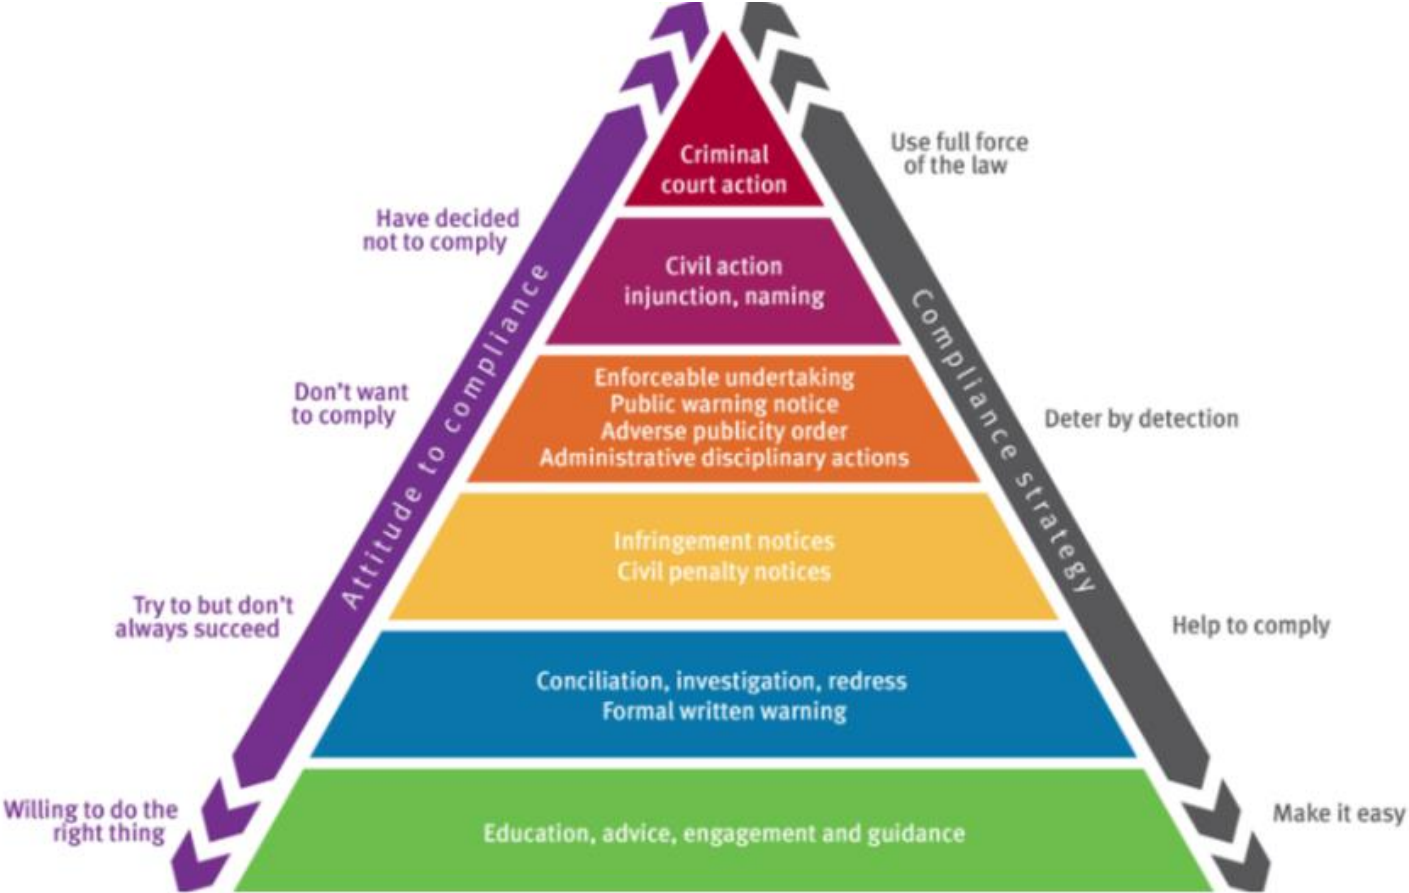 Criminal
court action
Use full force
of the law
Have decided
not to comply
Civil action
injunction, naming
Attitude to compliance
Compliance strategy
Don't want
to comply
Enforceable undertaking
Public warning notice
Adverse publicity order
Administrative disciplinary actions
Deter by detection
Infringement notices
Civil penalty notices
Try to but don't
always succeed
Help to comply
Conciliation, investigation, redress
Formal written warning
Willing to do the
right thing
Education, advice, engagement and guidance
Make it easy